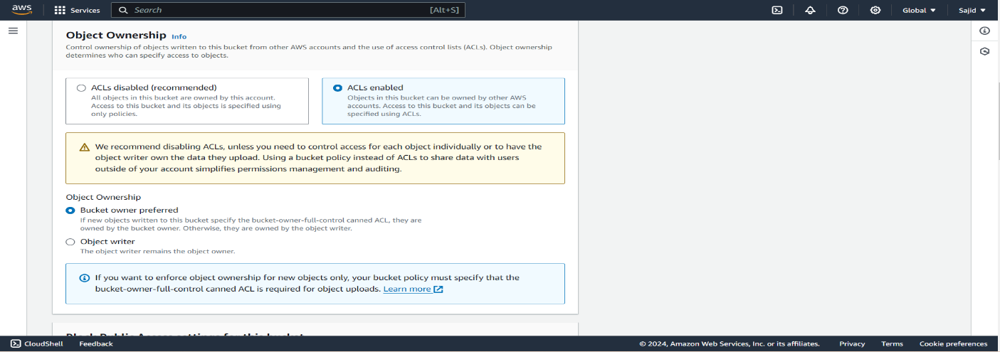 aws
Services
Search
[Alt+S]
Global
Sajid
Object Ownership Info
Control ownership of objects written to this bucket from other AWS accounts and the use of access control lists (ACLs). Object ownership
determines who can specify access to objects.
ACLs disabled (recommended)
All objects in this bucket are owned by this account.
Access to this bucket and its objects is specified using
only policies.
ACLs enabled
Objects in this bucket can be owned by other AWS
accounts. Access to this bucket and its objects can be
specified using ACLs.
We recommend disabling ACLs, unless you need to control access for each object individually or to have the
object writer own the data they upload. Using a bucket policy instead of ACLs to share data with users
outside of your account simplifies permissions management and auditing.
Object Ownership
Bucket owner preferred
If new objects written to this bucket specify the bucket-owner-full-control canned ACL, they are
owned by the bucket owner. Otherwise, they are owned by the object writer.
Object writer
The object writer remains the object owner.
If you want to enforce object ownership for new objects only, your bucket policy must specify that the
bucket-owner-full-control canned ACL is required for object uploads. Learn more
Block Public Access settings for this bucket
CloudShell
Feedback
© 2024, Amazon Web Services, Inc. or its affiliates.
Privacy
Terms
Cookie preferences